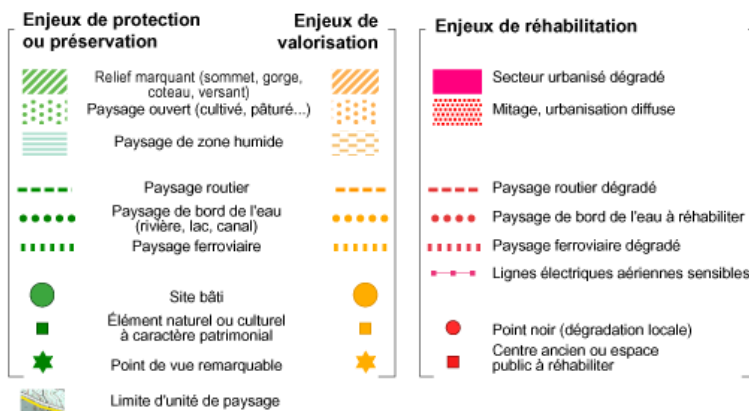 Enjeux de protection
ou préservation
Enjeux de
valorisation
Relief marquant (sommet, gorge,
coteau, versant)
Paysage ouvert (cultivé, pâturé...)
Paysage de zone humide
Paysage routier
Paysage de bord de l'eau
(rivière, lac, canal)
Paysage ferroviaire
Site bâti
Élément naturel ou culturel
à caractère patrimonial
Point de vue remarquable
Limite d'unité de paysage
Enjeux de réhabilitation
Secteur urbanisé dégradé
Mitage, urbanisation diffuse
Paysage routier dégradé
Paysage de bord de l'eau à réhabiliter
Paysage ferroviaire dégradé
Lignes électriques aériennes sensibles
Point noir (dégradation locale)
Centre ancien ou espace
public à réhabiliter